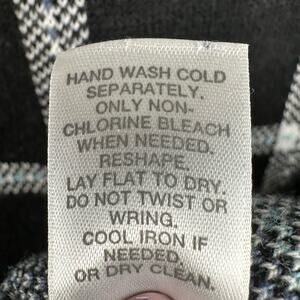 HAND WASH COLD
SEPARATELY.
ONLY NON-
CHLORINE BLEACH
WHEN NEEDED.
RESHAPE.
LAY FLAT TO DRY.
DO NOT TWIST OR
WRING.
COOL IRON IF
NEEDED.
OR DRY CLEAN.